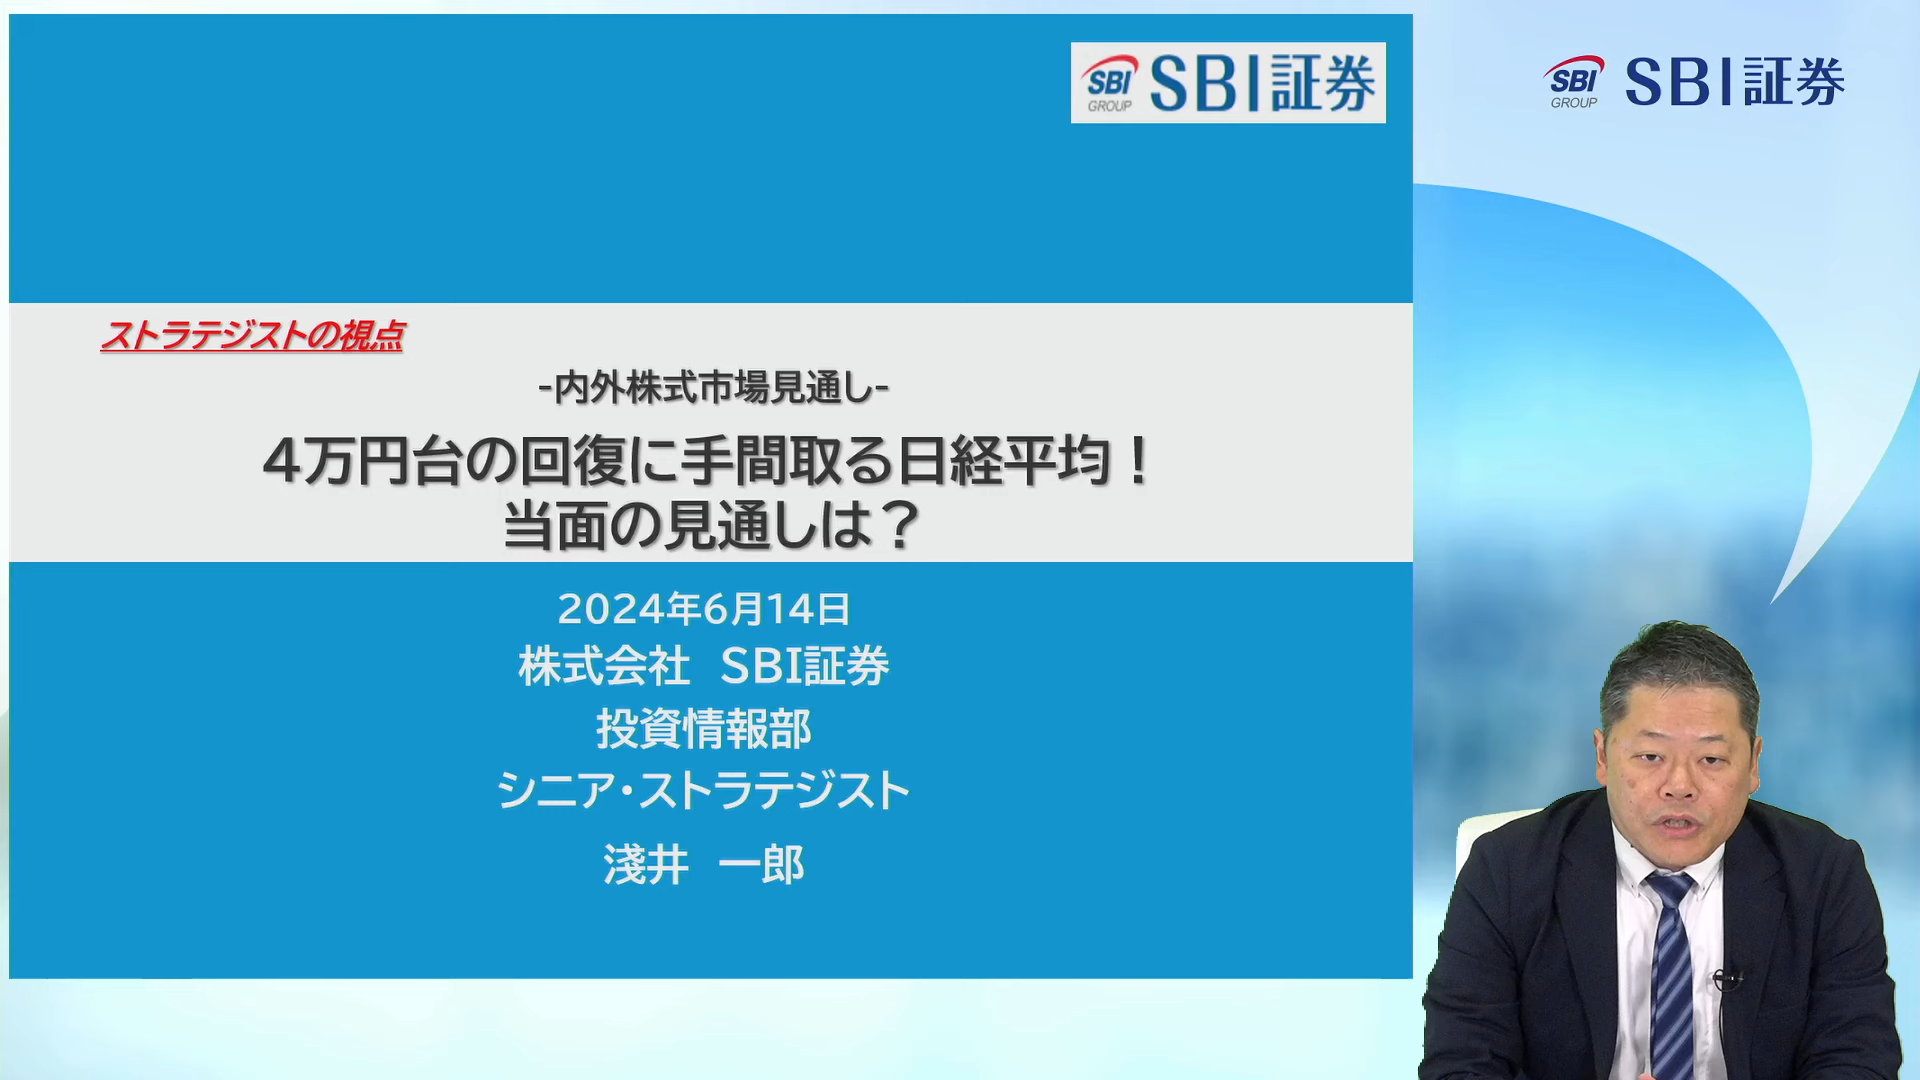 SBI
GROUP
SBI証券
SBI
GROUP
SBI証券
ストラテジストの視点
-内外株式市場見通し-
4万円台の回復に手間取る日経平均！
当面の見通しは？
2024年6月14日
株式会社　SBI証券
投資情報部
シニア・ストラテジスト
淺井　一郎